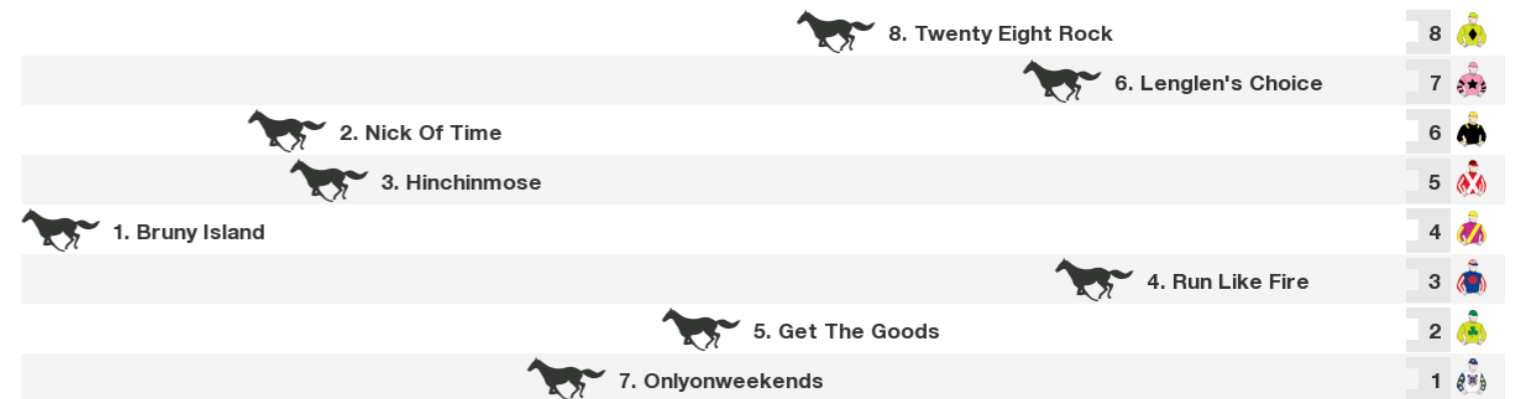 8. Twenty Eight Rock 8
6. Lenglen's Choice 7
2. Nick Of Time 6
3. Hinchinmose 5
1. Bruny Island 4
4. Run Like Fire 3
5. Get The Goods 2
7. Onlyonweekends 1